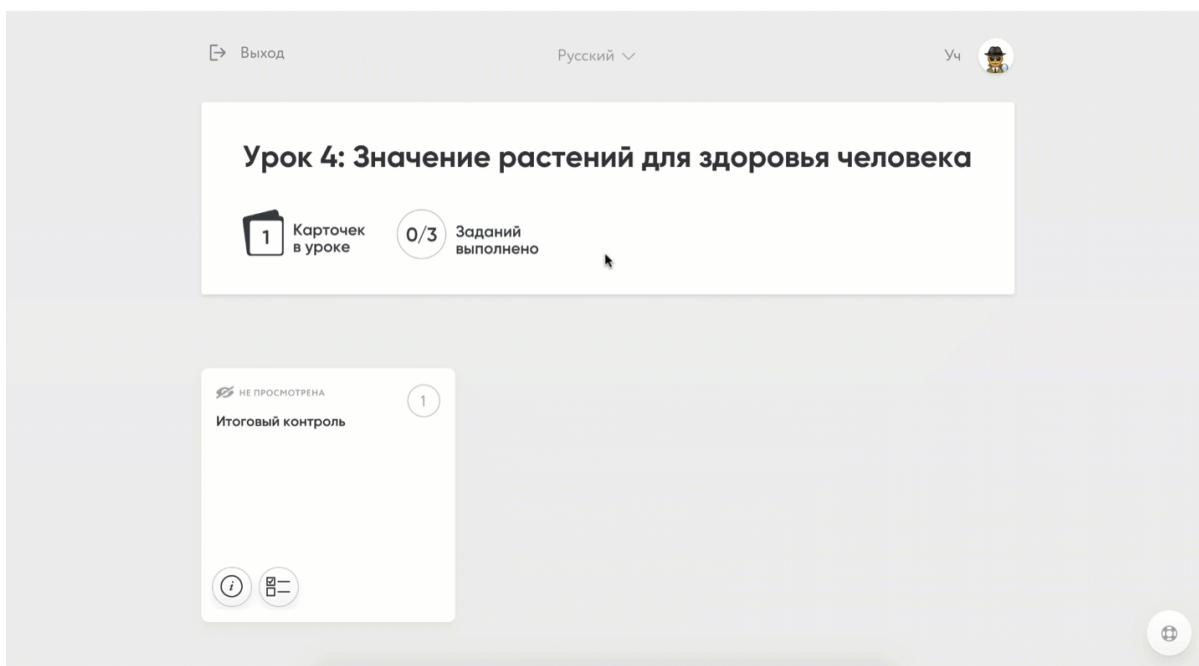 Выход
Русский
Уч
Урок 4: Значение растений для здоровья человека
1
Карточек
в уроке
0/3
Заданий
выполнено
НЕ ПРОСМОТРЕНА
1
Итоговый контроль
i